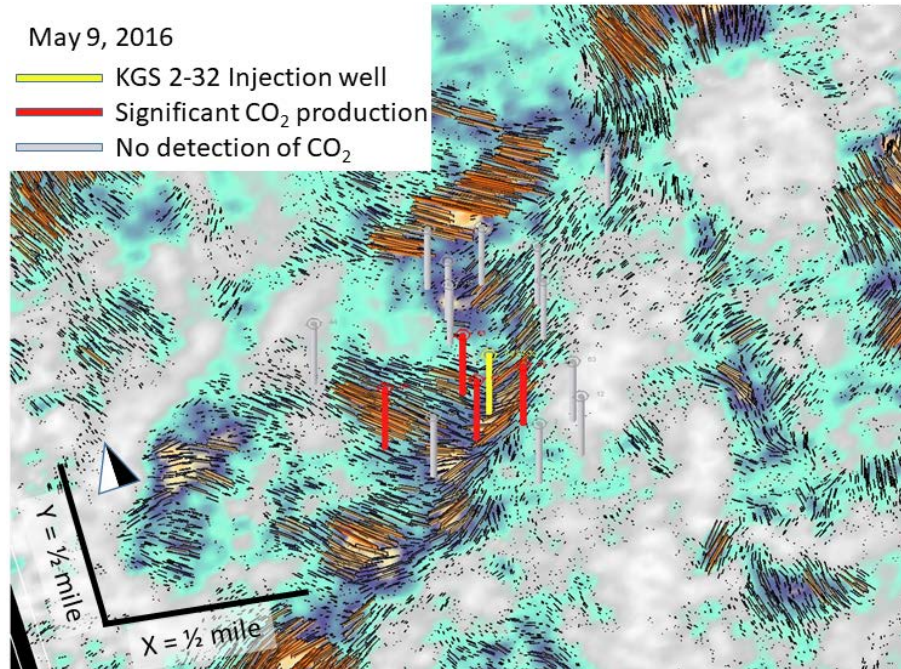 May 9, 2016
KGS 2-32 Injection well
Significant CO₂ production
No detection of CO₂
Y = ½ mile
X = ½ mile